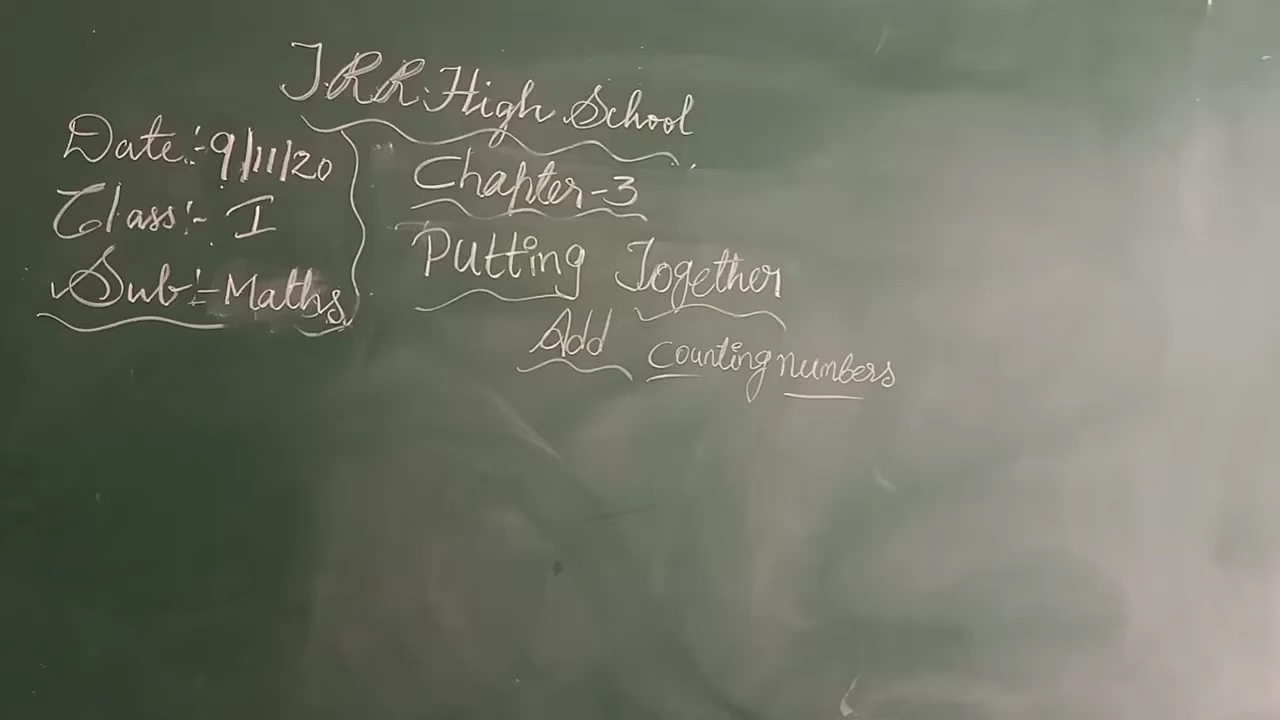 J.R.R. High School
Date:- 9/11/20
Class:- I
Sub:- Maths
Chapter-3
Putting Together
Add counting numbers